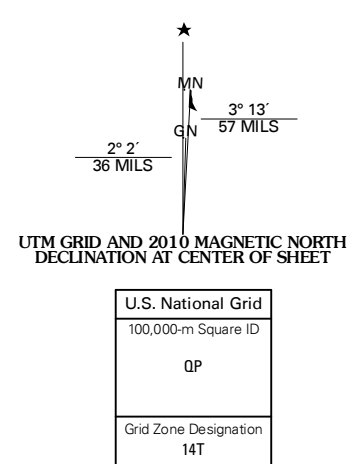 ★
MN
3° 13´
57 MILS
GN
2° 2´
36 MILS
UTM GRID AND 2010 MAGNETIC NORTH
DECLINATION AT CENTER OF SHEET
U.S. National Grid
100,000-m Square ID
QP
Grid Zone Designation
14T